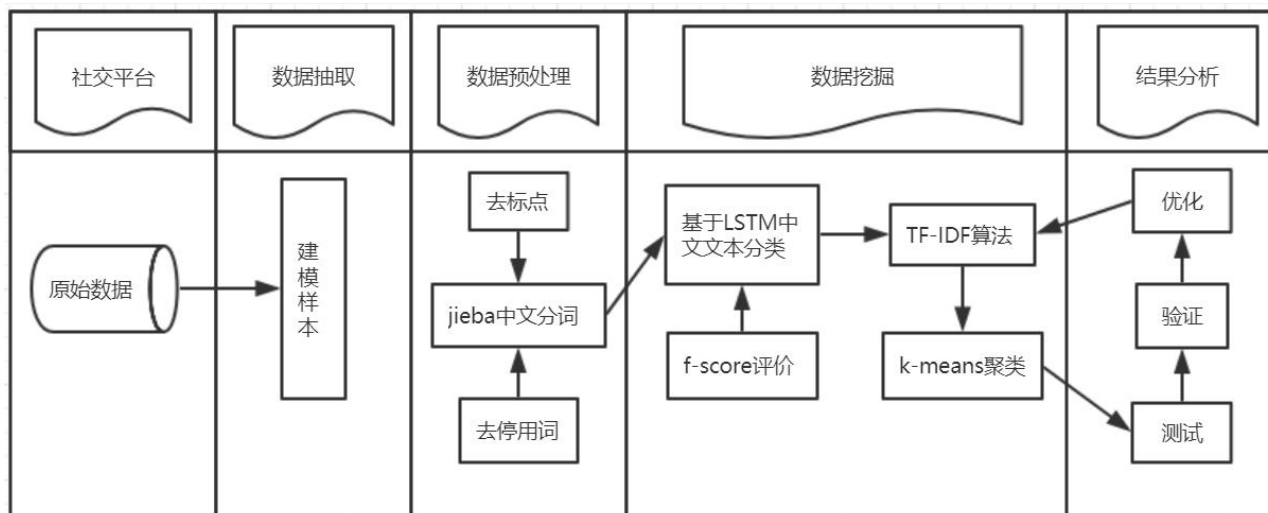 社交平台
数据抽取
数据预处理
数据挖掘
结果分析
原始数据
建
模
样
本
去标点
jieba中文分词
去停用词
基于LSTM中
文文本分类
f-score评价
TF-IDF算法
k-means聚类
优化
验证
测试